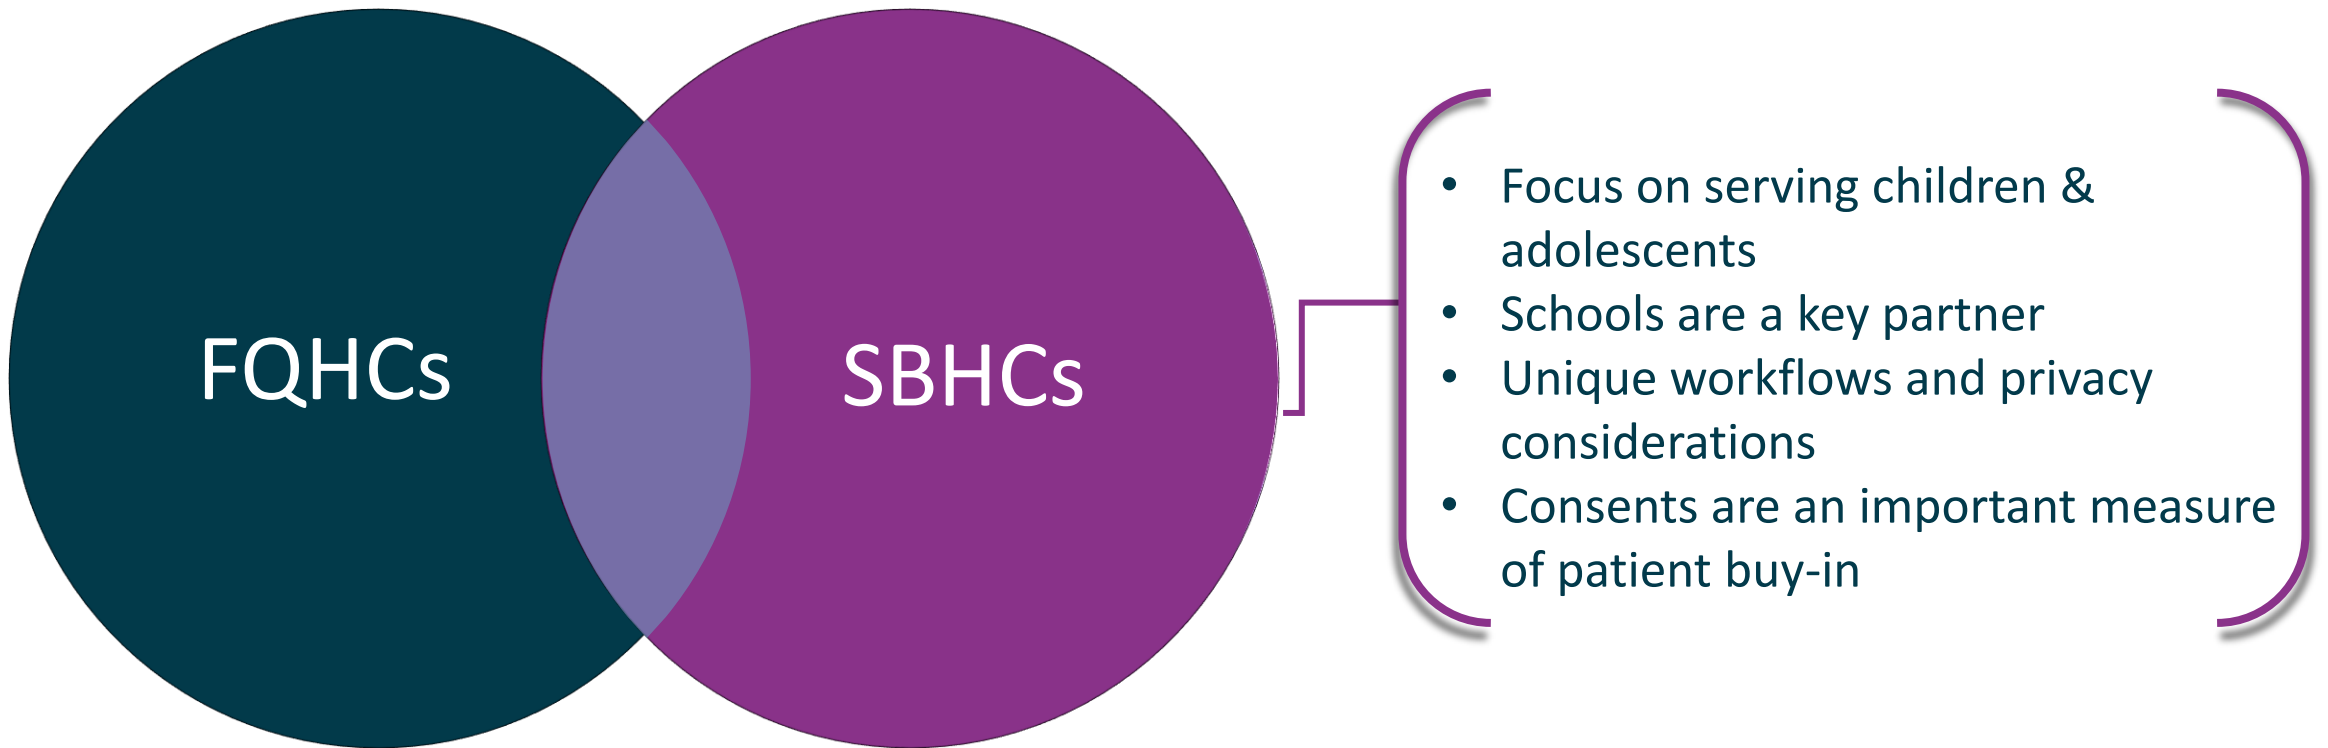 FQHCs
SBHCs
• Focus on serving children &
adolescents
• Schools are a key partner
• Unique workflows and privacy
considerations
• Consents are an important measure
of patient buy-in